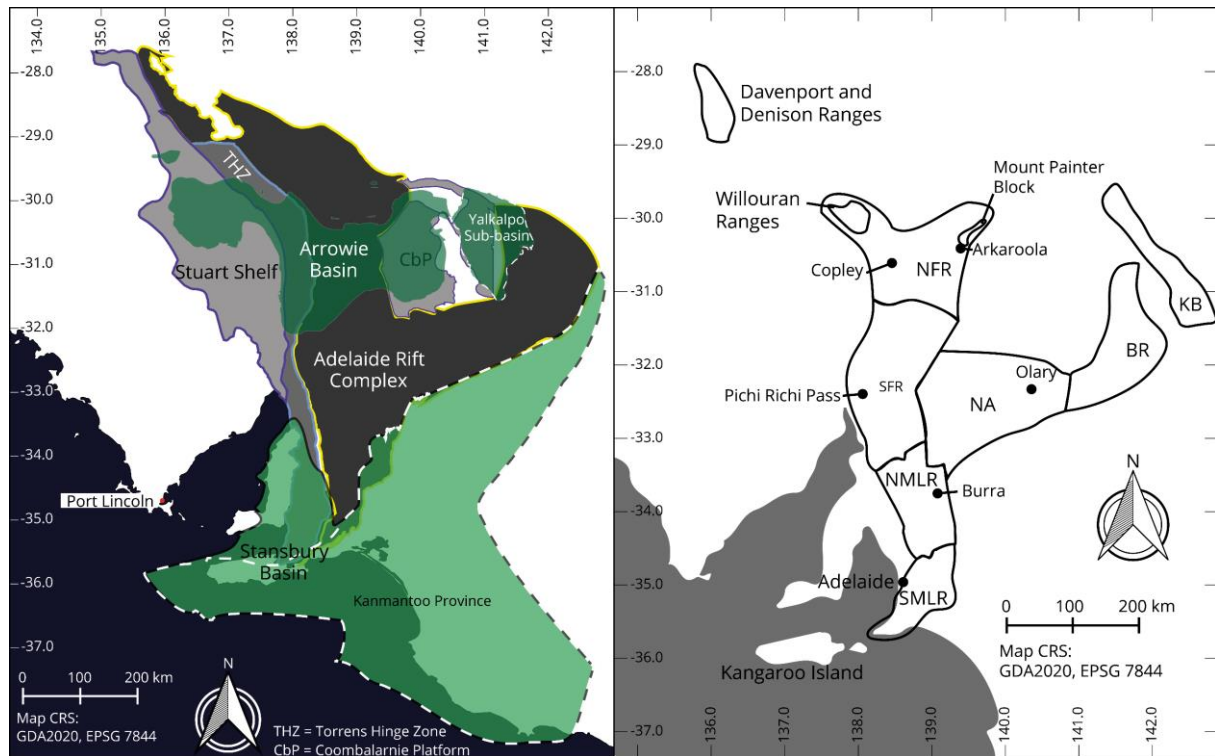 134.0
135.0
136.0
137.0
138.0
139.0
140.0
141.0
142.0
-28.0
-29.0
-30.0
-31.0
-32.0
-33.0
-34.0
-35.0
-36.0
-37.0
THZ
Stuart Shelf
Arrowie
Basin
CbP
Yalkalpo
Sub-basin
Adelaide Rift
Complex
Port Lincoln
Stansbury
Basin
Kanmantoo Province
0 100 200 km
Map CRS:
GDA2020, EPSG 7844
N
THZ = Torrens Hinge Zone
CbP = Coombalarnie Platform
-28.0
-29.0
-30.0
-31.0
-32.0
-33.0
-34.0
-35.0
-36.0
-37.0
Davenport and
Denison Ranges
Mount Painter
Block
Willouran
Ranges
Arkaroola
Copley
NFR
KB
BR
Olary
Pichi Richi Pass
SFR
NA
NMLR
Burra
N
Adelaide
SMLR
0 100 200 km
Map CRS:
GDA2020, EPSG 7844
Kangaroo Island
136.0
137.0
138.0
139.0
140.0
141.0
142.0